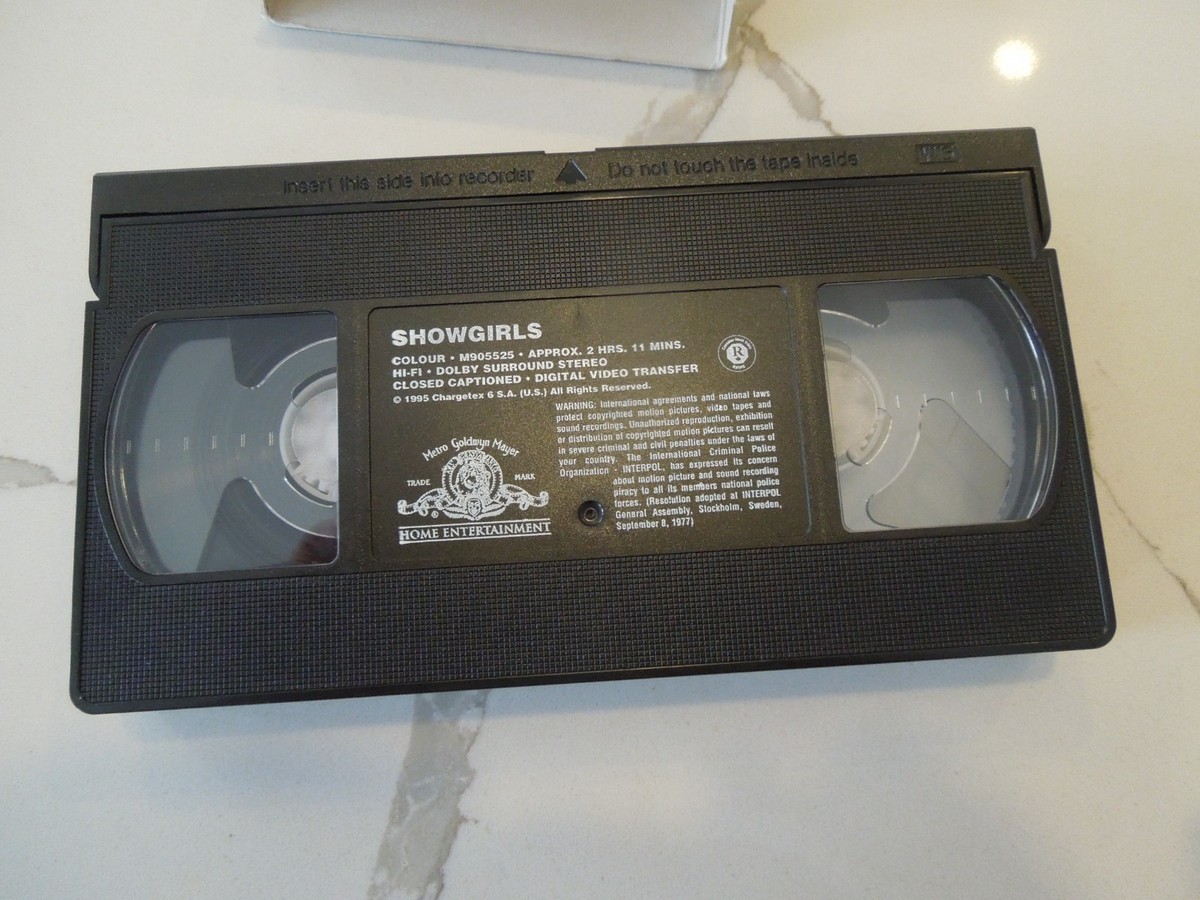 Insert this side into recorder
Do not touch the tape inside
VHS
SHOWGIRLS
COLOUR • M905525 • APPROX. 2 HRS. 11 MINS.
HI-FI • DOLBY SURROUND STEREO
CLOSED CAPTIONED • DIGITAL VIDEO TRANSFER
© 1995 Chargetex 6 S.A. (U.S.) All Rights Reserved.
R
WARNING: International agreements and national laws
protect copyrighted motion pictures, video tapes and
sound recordings. Unauthorized reproduction, exhibition
or distribution of copyrighted motion pictures can result
in severe criminal and civil penalties under the laws of
your country. The International Criminal Police
Organization - INTERPOL, has expressed its concern
about motion picture and sound recording
piracy to all its members national police
forces. (Resolution adopted at INTERPOL
General Assembly, Stockholm, Sweden,
September 8, 1977)
Metro Goldwyn Mayer
TRADE MARK
®
HOME ENTERTAINMENT